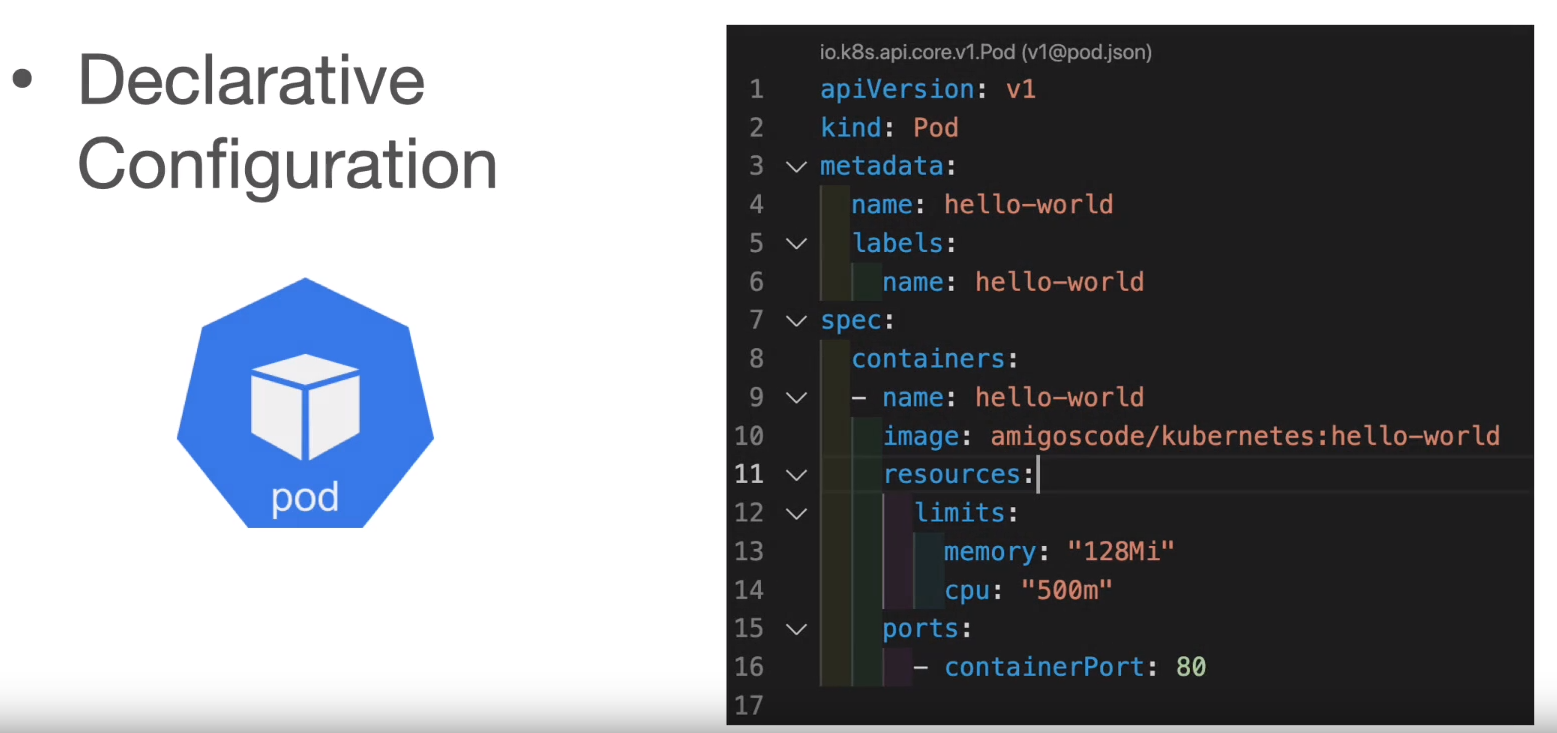 • Declarative
Configuration
pod
io.k8s.api.core.v1.Pod (v1@pod.json)
1 apiVersion: v1
2 kind: Pod
3 metadata:
4   name: hello-world
5   labels:
6     name: hello-world
7 spec:
8   containers:
9   - name: hello-world
10     image: amigoscode/kubernetes:hello-world
11     resources:
12       limits:
13         memory: "128Mi"
14         cpu: "500m"
15     ports:
16       - containerPort: 80
17